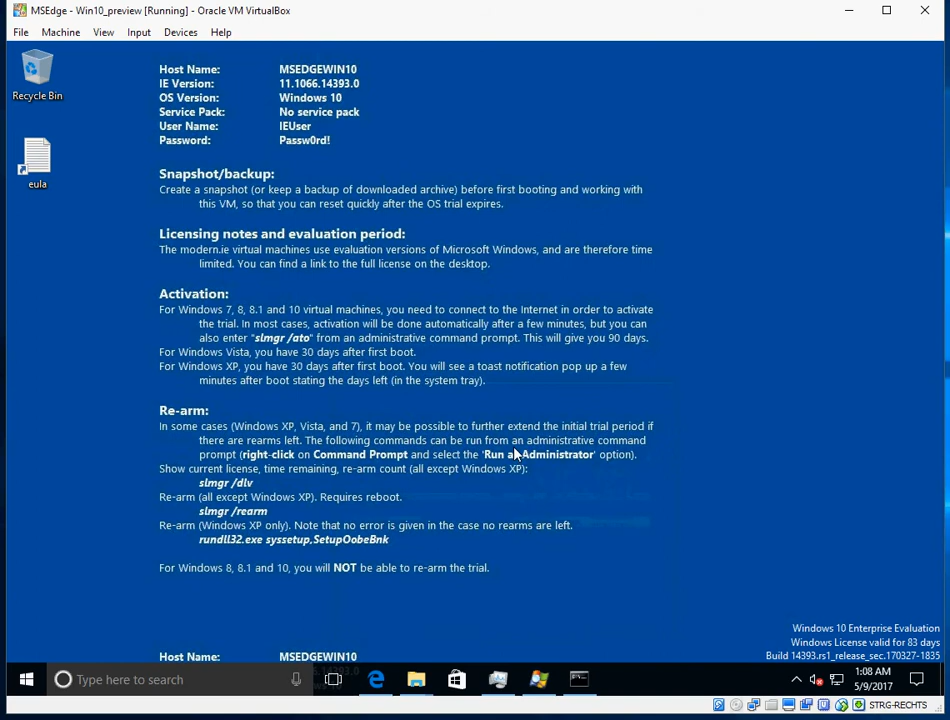 MSEdge - Win10_preview [Running] - Oracle VM VirtualBox
File Machine View Input Devices Help
Recycle Bin
eula
Host Name: MSEDGEWIN10
IE Version: 11.1066.14393.0
OS Version: Windows 10
Service Pack: No service pack
User Name: IEUser
Password: Passw0rd!
Snapshot/backup:
Create a snapshot (or keep a backup of downloaded archive) before first booting and working with
this VM, so that you can reset quickly after the OS trial expires.
Licensing notes and evaluation period:
The modern.ie virtual machines use evaluation versions of Microsoft Windows, and are therefore time
limited. You can find a link to the full license on the desktop.
Activation:
For Windows 7, 8, 8.1 and 10 virtual machines, you need to connect to the Internet in order to activate
the trial. In most cases, activation will be done automatically after a few minutes, but you can
also enter "slmgr /ato" from an administrative command prompt. This will give you 90 days.
For Windows Vista, you have 30 days after first boot.
For Windows XP, you have 30 days after first boot. You will see a toast notification pop up a few
minutes after boot stating the days left (in the system tray).
Re-arm:
In some cases (Windows XP, Vista, and 7), it may be possible to further extend the initial trial period if
there are rearms left. The following commands can be run from an administrative command
prompt (right-click on Command Prompt and select the 'Run as Administrator' option).
Show current license, time remaining, re-arm count (all except Windows XP):
slmgr /dlv
Re-arm (all except Windows XP). Requires reboot.
slmgr /rearm
Re-arm (Windows XP only). Note that no error is given in the case no rearms are left.
rundll32.exe syssetup,SetupOobeBnk
For Windows 8, 8.1 and 10, you will NOT be able to re-arm the trial.
Windows 10 Enterprise Evaluation
Windows License valid for 83 days
Build 14393.rs1_release_sec.170327-1835
Host Name: MSEDGEWIN10
Type here to search
1:08 AM
5/9/2017
STRG-RECHTS